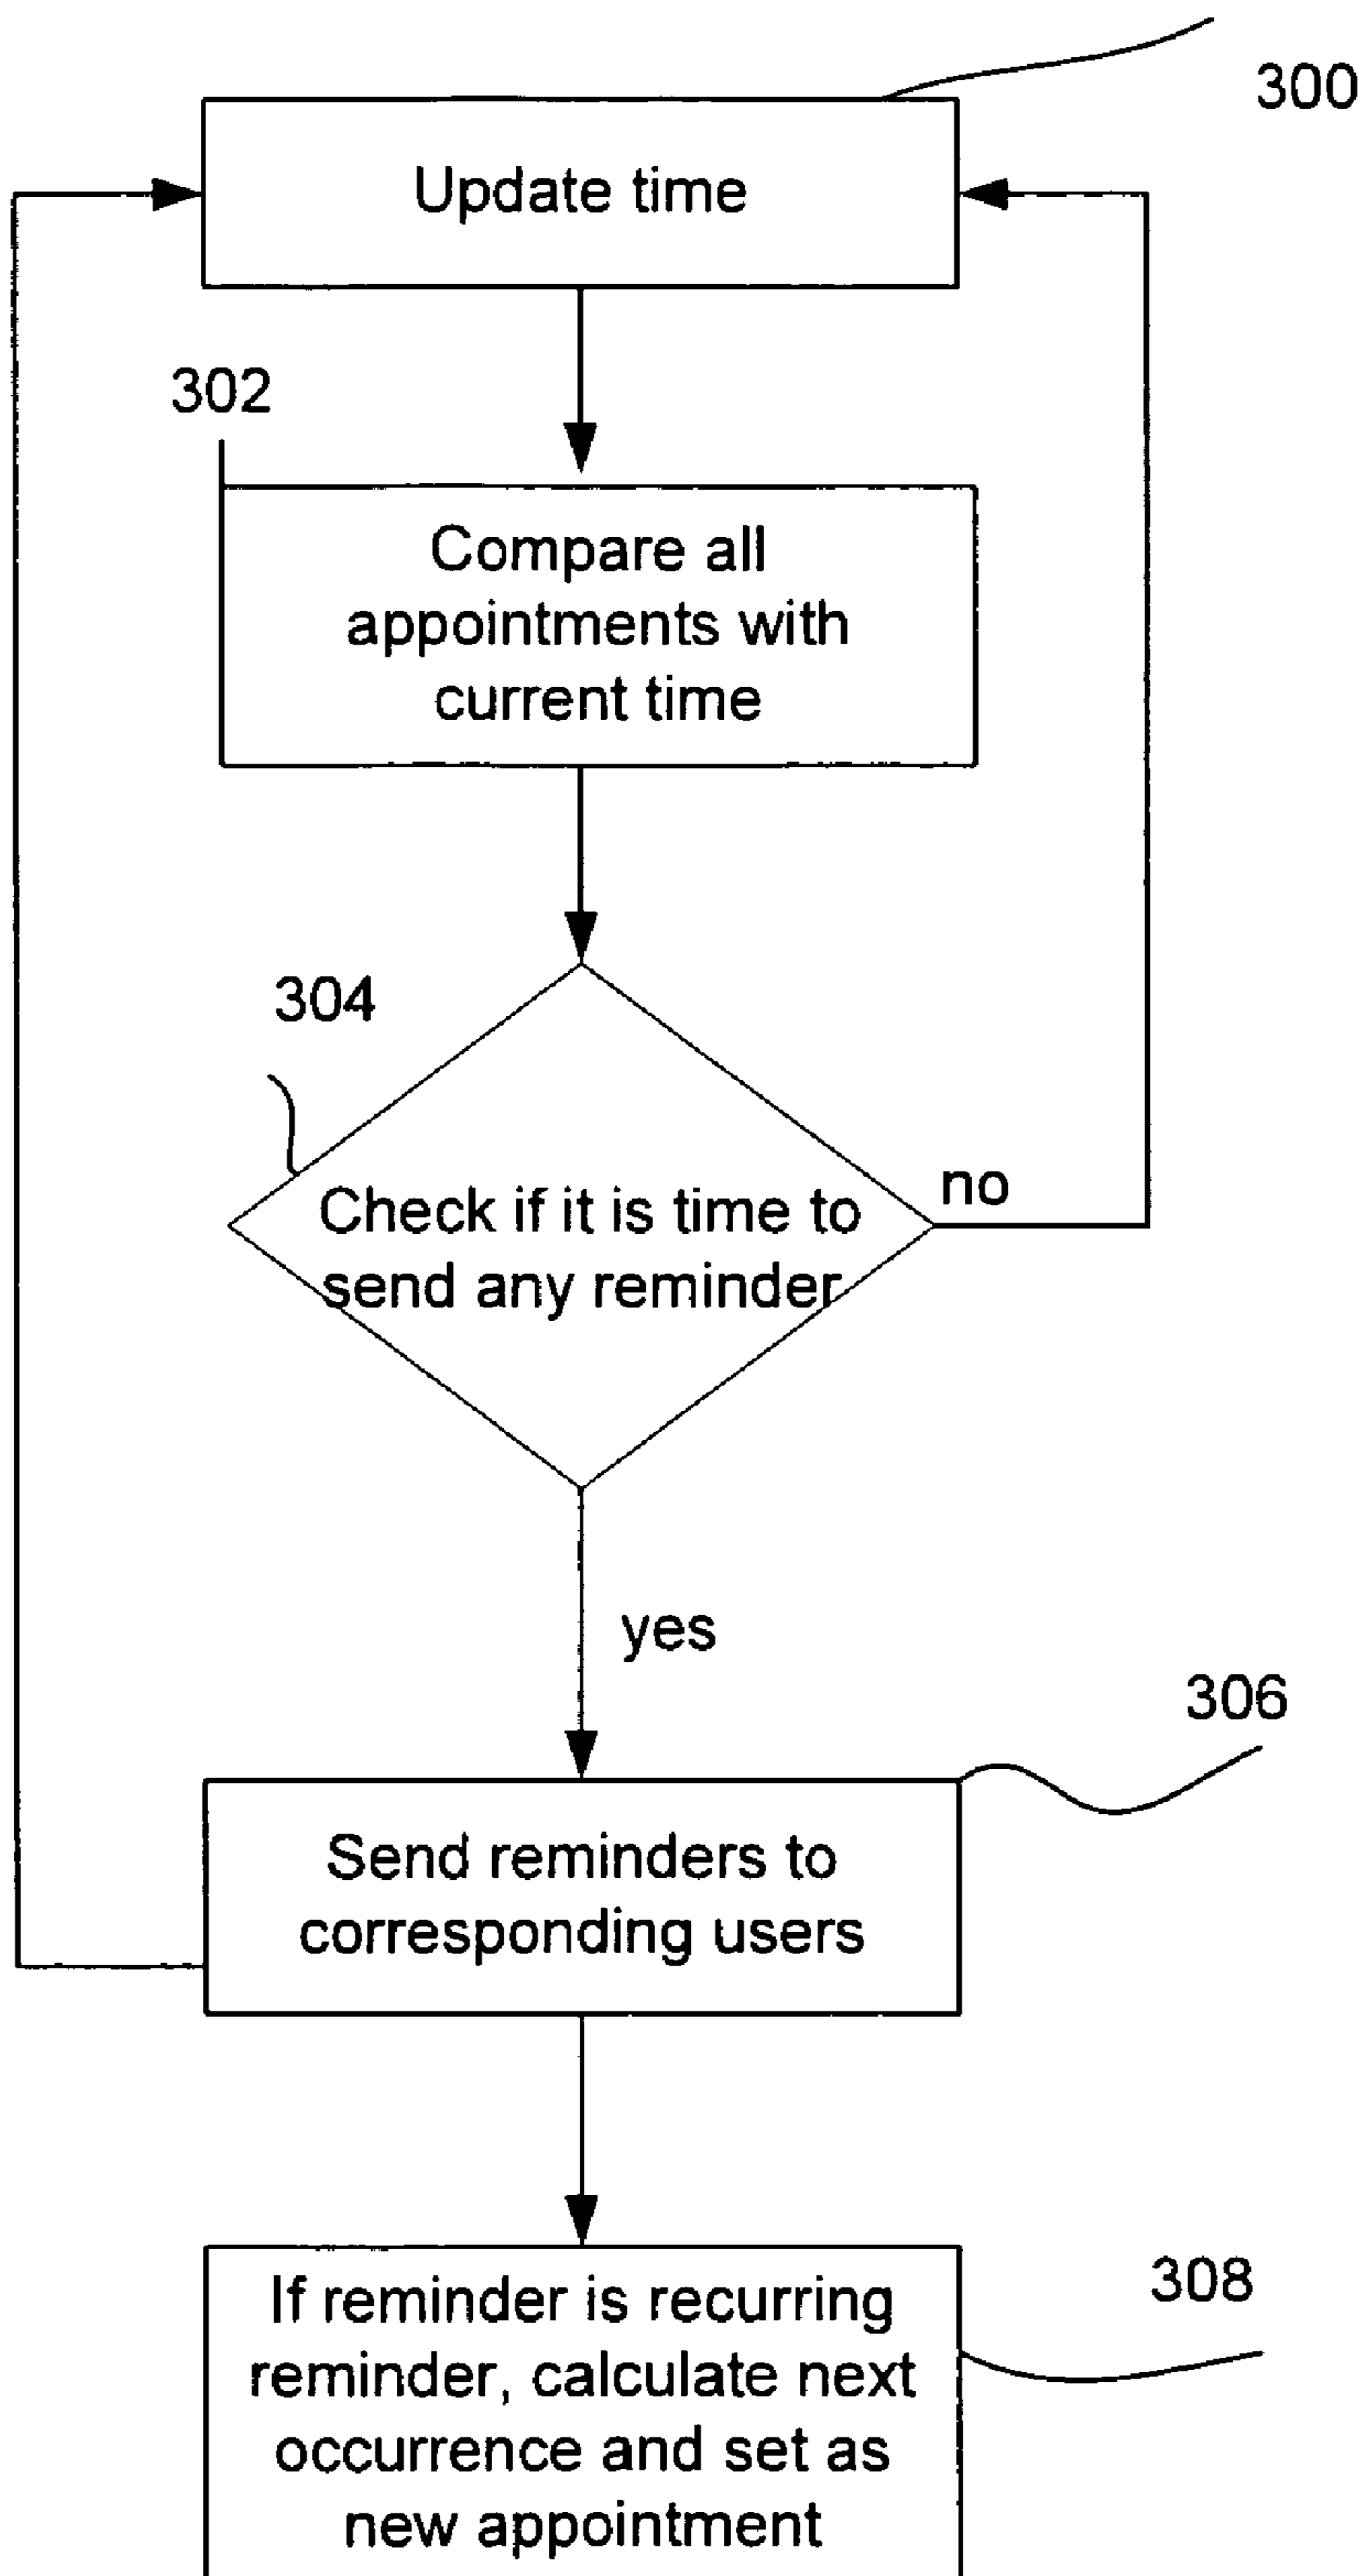 300
Update time
302
Compare all
appointments with
current time
304
Check if it is time to
send any reminder
no
yes
306
Send reminders to
corresponding users
308
If reminder is recurring
reminder, calculate next
occurrence and set as
new appointment